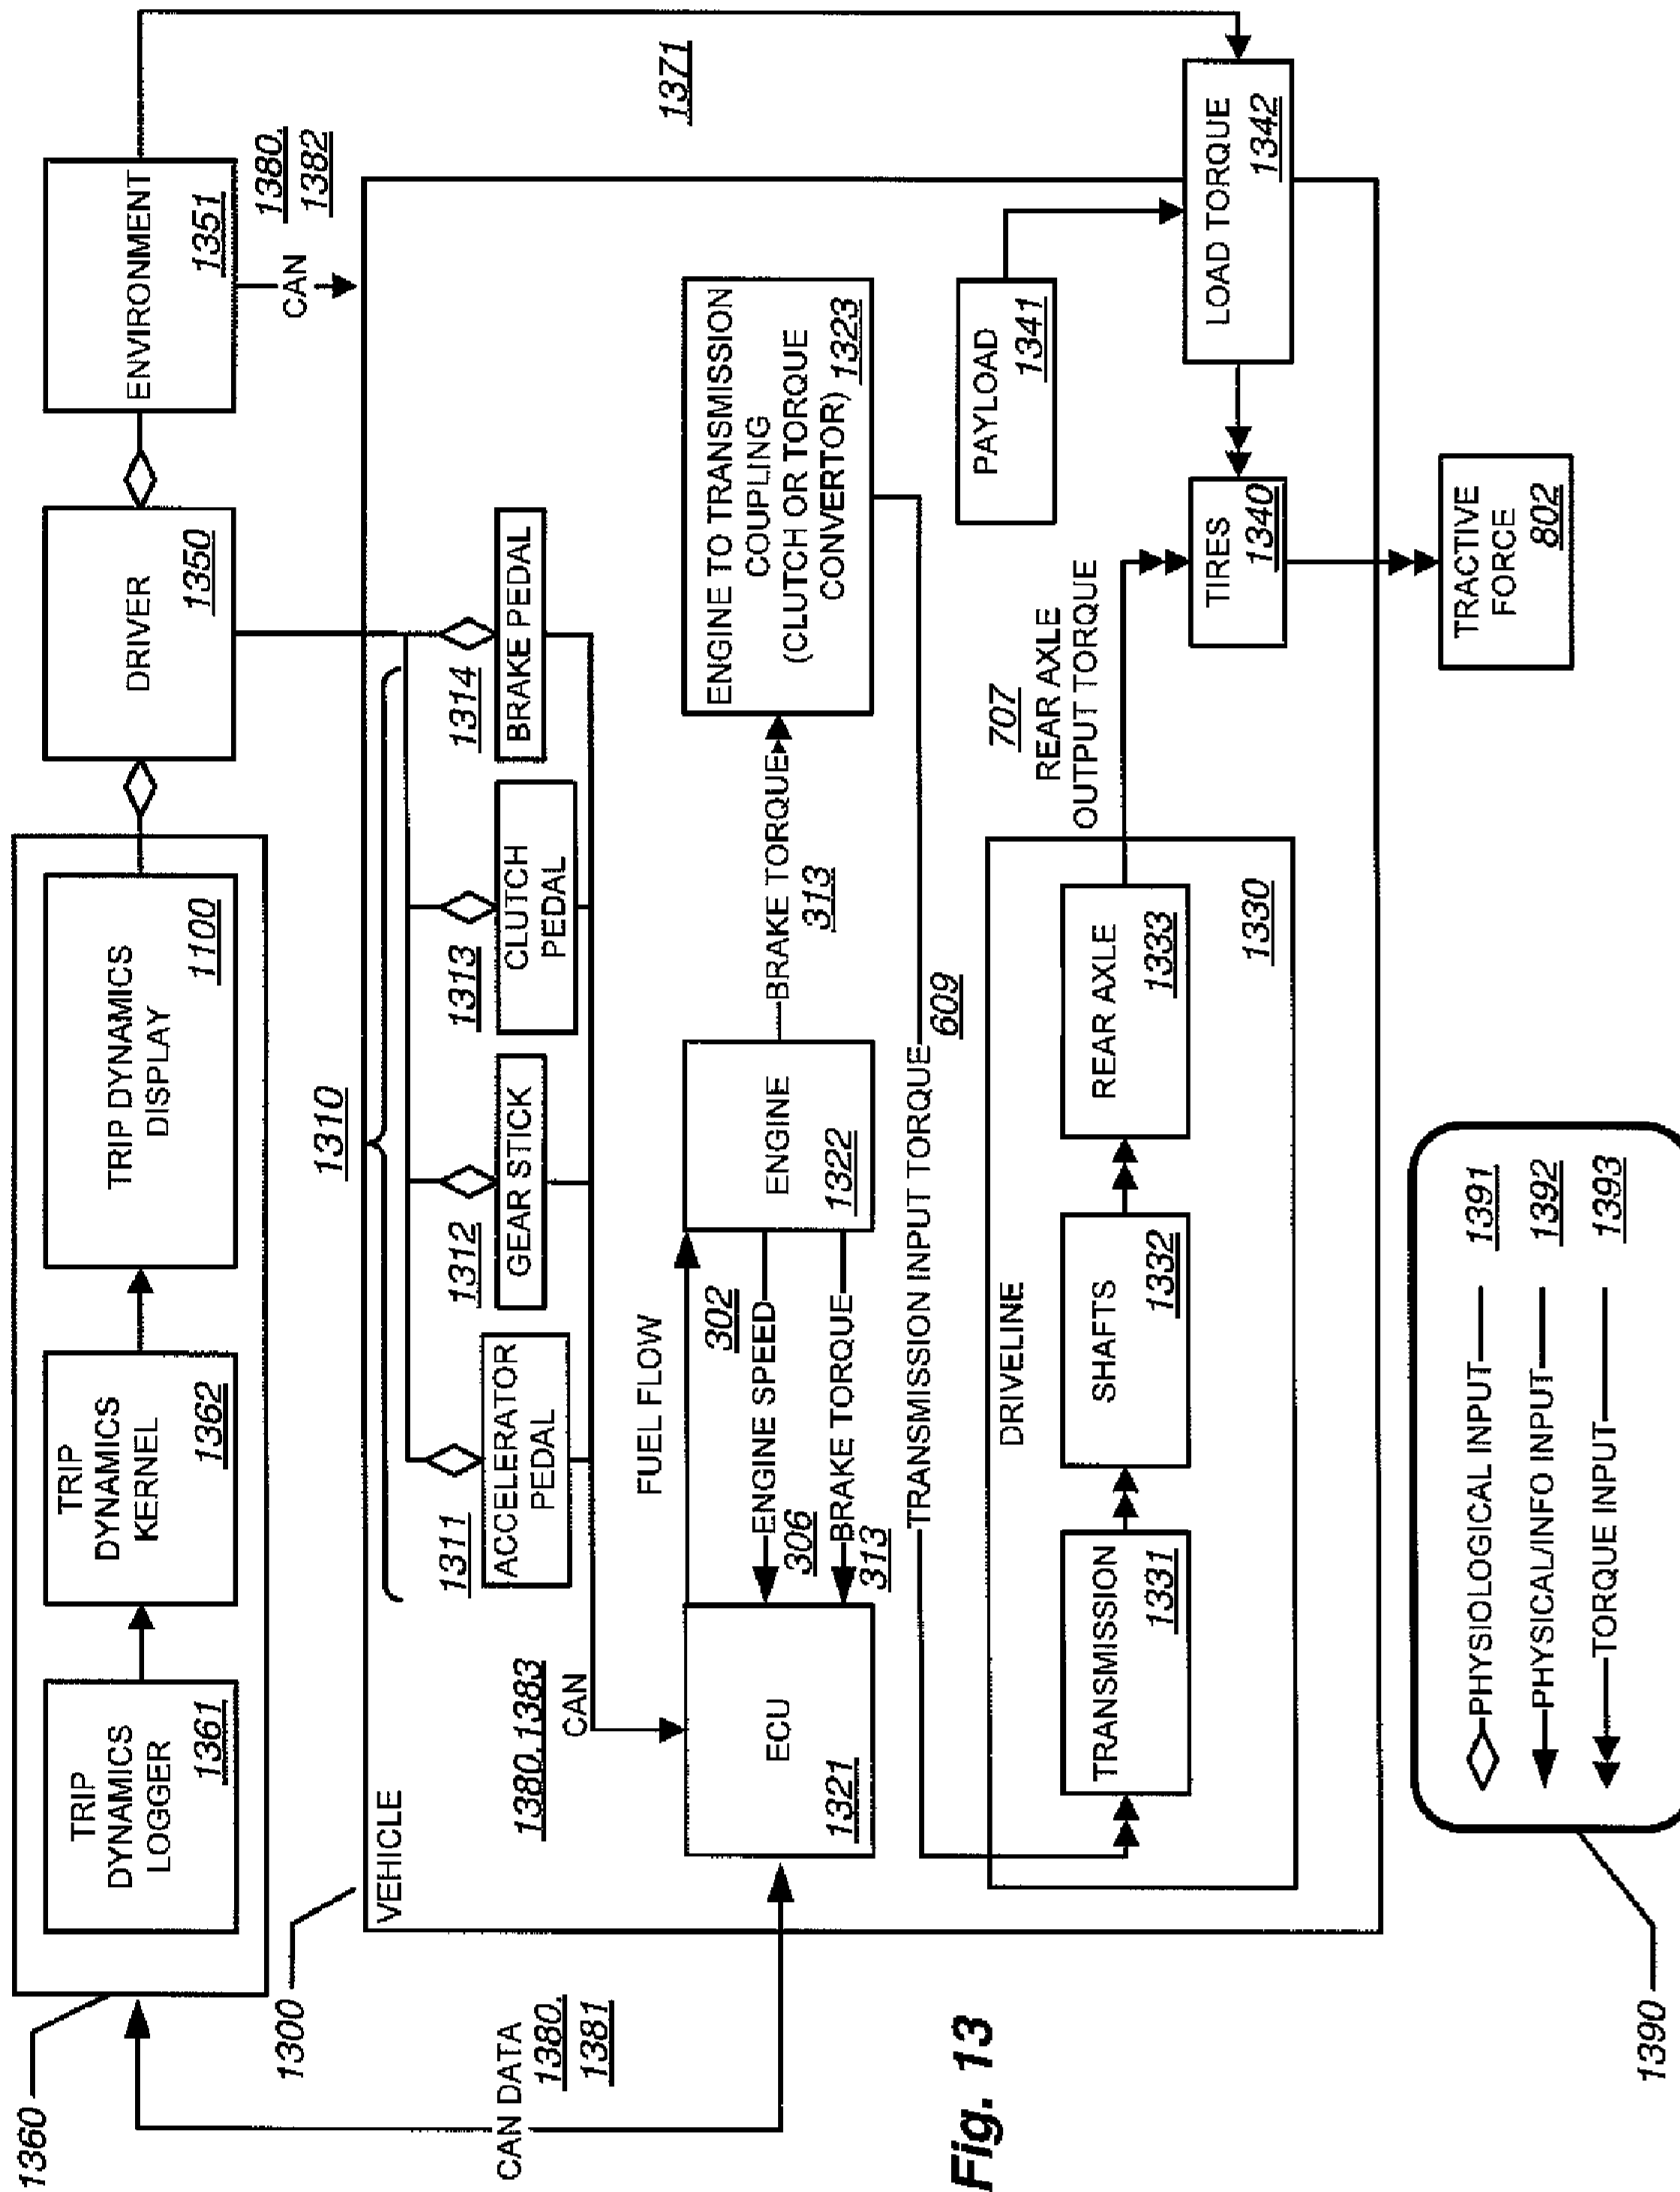 1360
TRIP
DYNAMICS
LOGGER
1361
TRIP
DYNAMICS
KERNEL
1362
TRIP DYNAMICS
DISPLAY
1100
DRIVER
1350
ENVIRONMENT
1351
1300
VEHICLE
1310
CAN
1380,
1382
1371
1311
ACCELERATOR
PEDAL
1312
GEAR STICK
1313
CLUTCH
PEDAL
1314
BRAKE PEDAL
CAN DATA
1380,
1381
1380,1383
CAN
ECU
1321
FUEL FLOW
302
ENGINE SPEED
306
BRAKE TORQUE
313
ENGINE
1322
BRAKE TORQUE
313
ENGINE TO TRANSMISSION
COUPLING
(CLUTCH OR TORQUE
CONVERTOR)
1323
TRANSMISSION INPUT TORQUE
609
DRIVELINE
TRANSMISSION
1331
SHAFTS
1332
REAR AXLE
1333
1330
707
REAR AXLE
OUTPUT TORQUE
PAYLOAD
1341
TIRES
1340
LOAD TORQUE
1342
TRACTIVE
FORCE
802
PHYSIOLOGICAL INPUT
1391
PHYSICAL/INFO INPUT
1392
TORQUE INPUT
1393
1390
Fig. 13